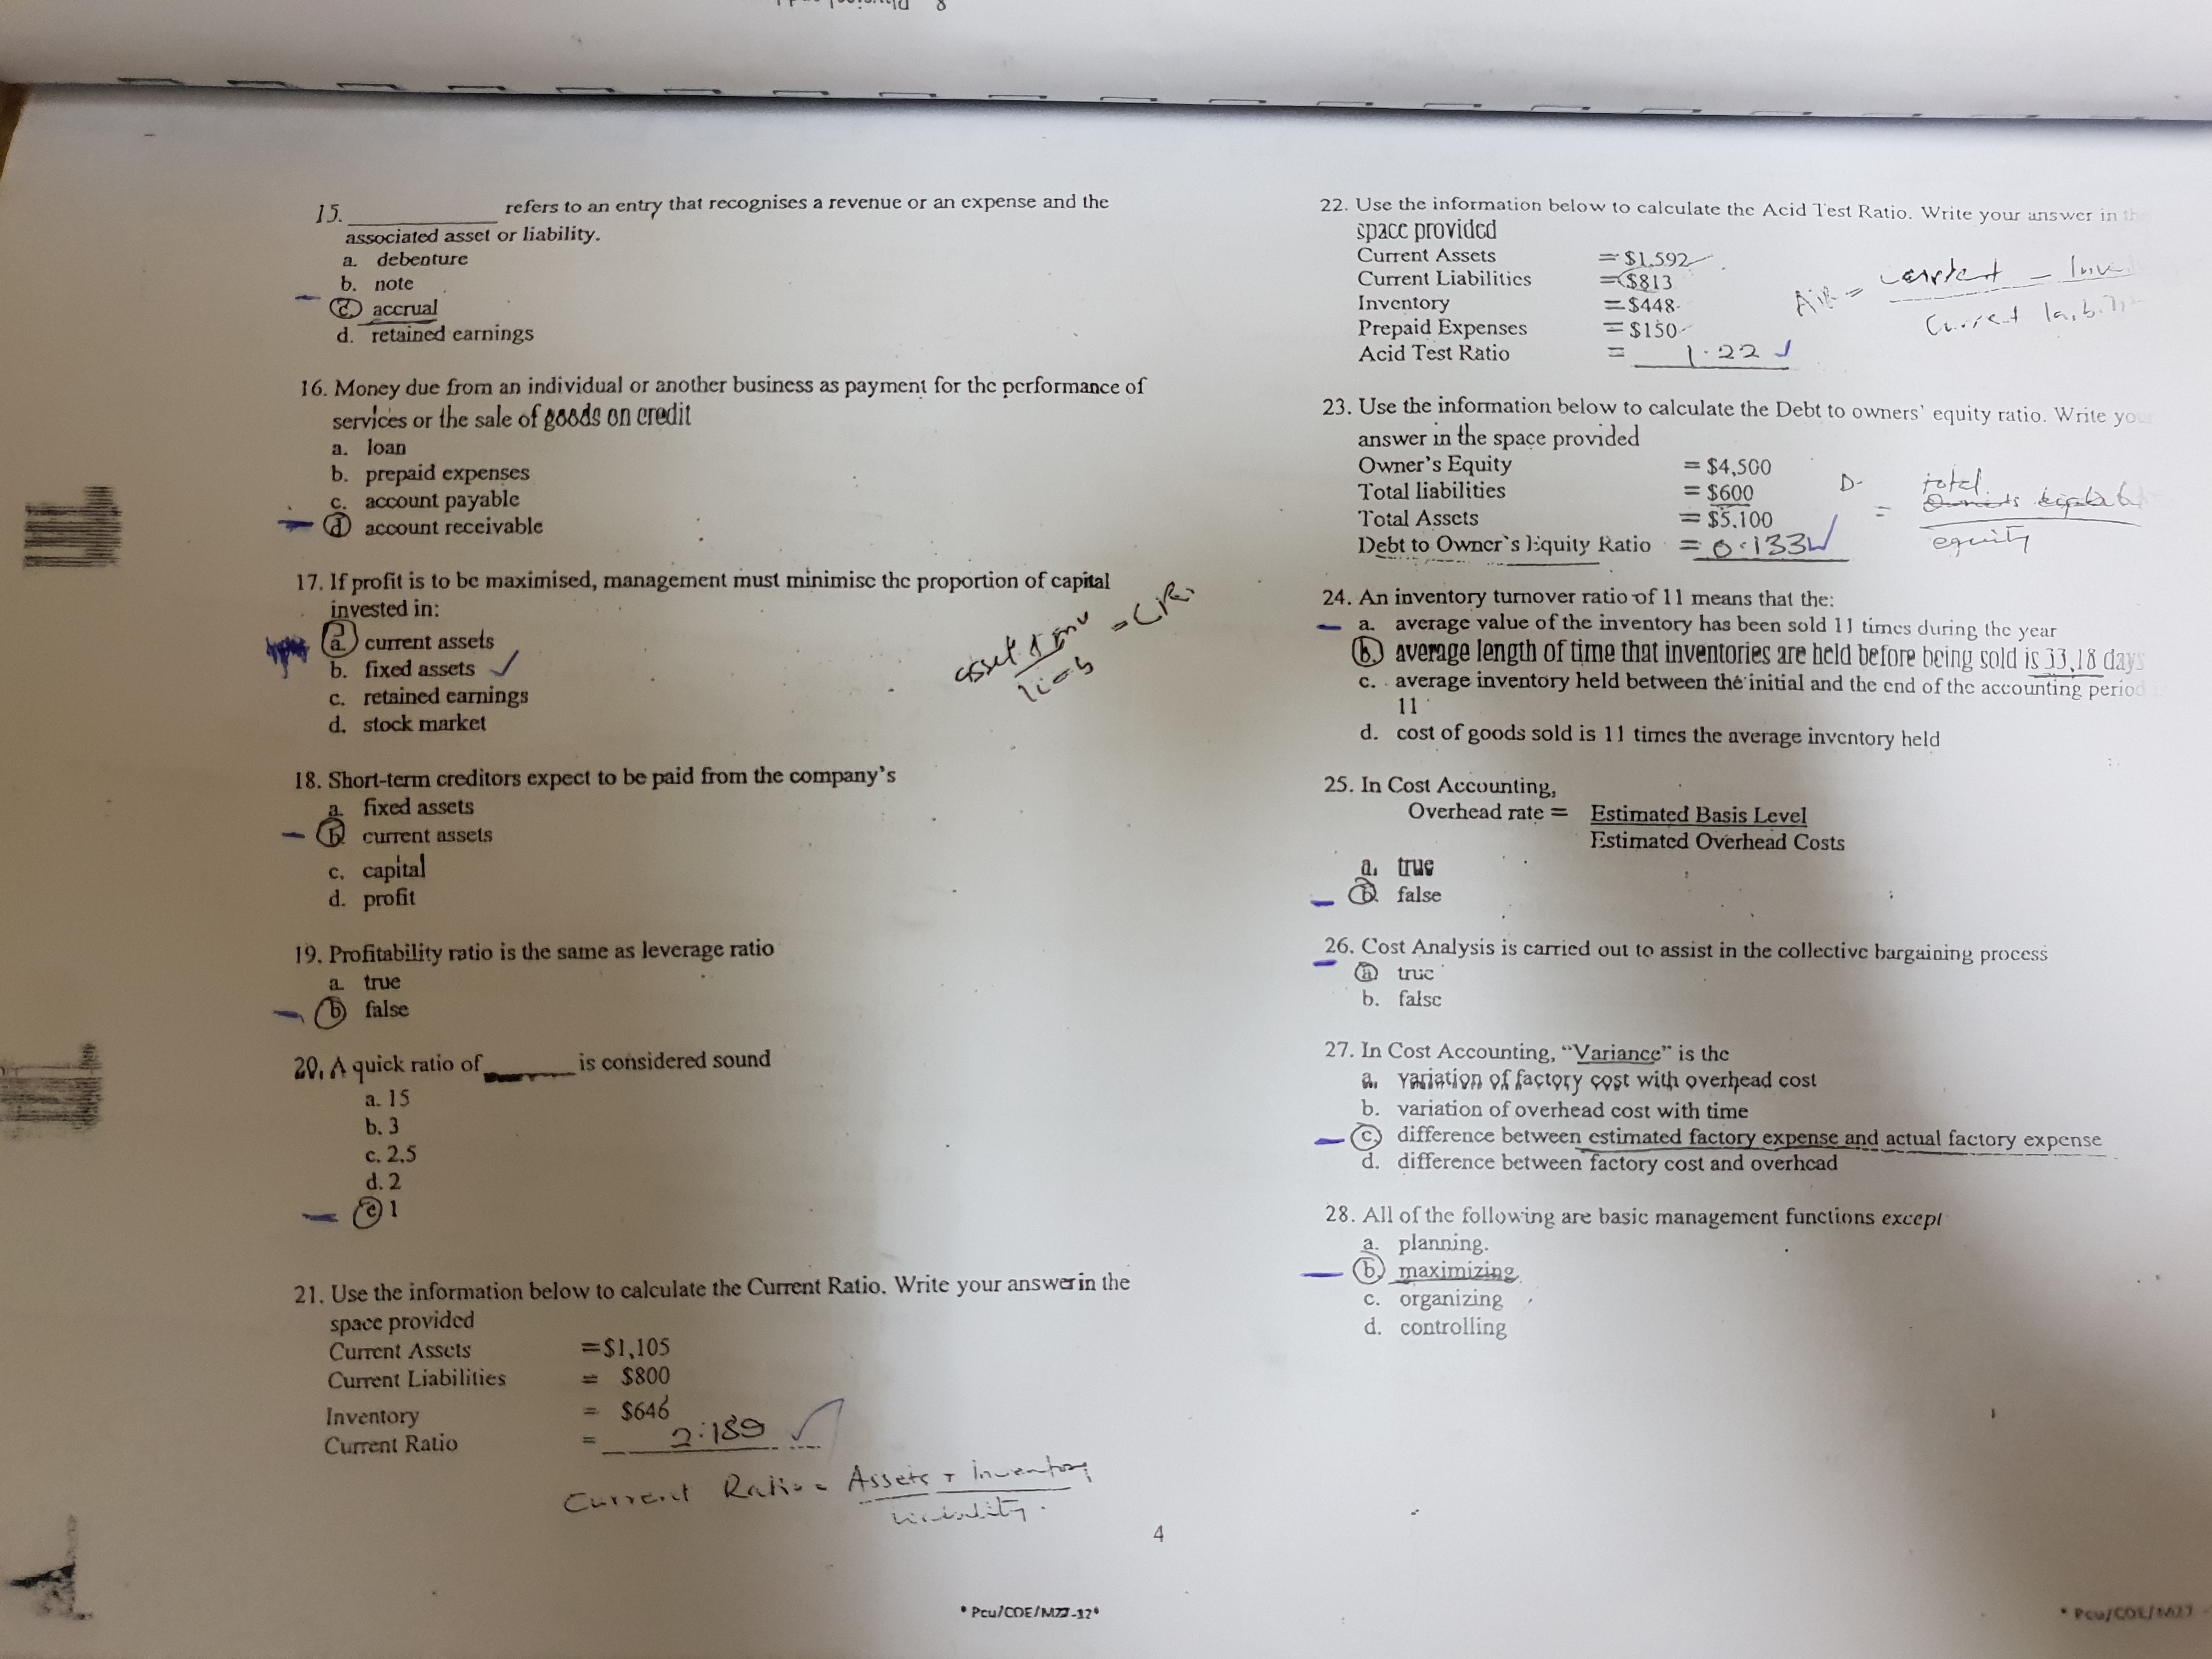 15. ____________ refers to an entry that recognises a revenue or an expense and the
associated asset or liability.
a. debenture
b. note
c. accrual
d. retained earnings
16. Money due from an individual or another business as payment for the performance of
services or the sale of goods on credit
a. loan
b. prepaid expenses
c. account payable
d account receivable
17. If profit is to be maximised, management must minimise the proportion of capital
invested in:
a. current assets
b. fixed assets ✓
c. retained earnings
d. stock market
asset + inv
liab
= C.R.
18. Short-term creditors expect to be paid from the company's
a. fixed assets
b current assets
c. capital
d. profit
19. Profitability ratio is the same as leverage ratio
a. true
b false
20. A quick ratio of ________ is considered sound
a. 15
b. 3
c. 2.5
d. 2
e 1
21. Use the information below to calculate the Current Ratio. Write your answer in the
space provided
Current Assets =$1,105
Current Liabilities = $800
Inventory = $646
Current Ratio = 2.189 ✓
Current Ratio = Assets + inventory
liability.
4
* Pcu/COE/M77-12*
22. Use the information below to calculate the Acid Test Ratio. Write your answer in the
space provided
Current Assets = $1,592
Current Liabilities = $813
Inventory = $448
Prepaid Expenses = $150
Acid Test Ratio = 1.22 ✓
= - Inve
Current
23. Use the information below to calculate the Debt to owners' equity ratio. Write
answer in the space provided
Owner's Equity = $4,500
Total liabilities = $600
Total Assets = $5,100
Debt to Owner's Equity Ratio = 0.133 ✓
D- = total
equity
24. An inventory turnover ratio of 11 means that the:
a. average value of the inventory has been sold 11 times during the year
b. average length of time that inventories are held before being sold is 33.18 days
c. average inventory held between the initial and the end of the accounting period
11
d. cost of goods sold is 11 times the average inventory held
25. In Cost Accounting,
Overhead rate = Estimated Basis Level
Estimated Overhead Costs
a. true
b. false
26. Cost Analysis is carried out to assist in the collective bargaining process
a true
b. false
27. In Cost Accounting, "Variance" is the
a. variation of factory cost with overhead cost
b. variation of overhead cost with time
c. difference between estimated factory expense and actual factory expense
d. difference between factory cost and overhead
28. All of the following are basic management functions except
a. planning.
b. maximizing
c. organizing
d. controlling